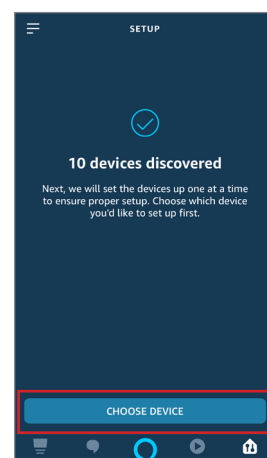 SETUP
10 devices discovered
Next, we will set the devices up one at a time
to ensure proper setup. Choose which device
you'd like to set up first.
CHOOSE DEVICE